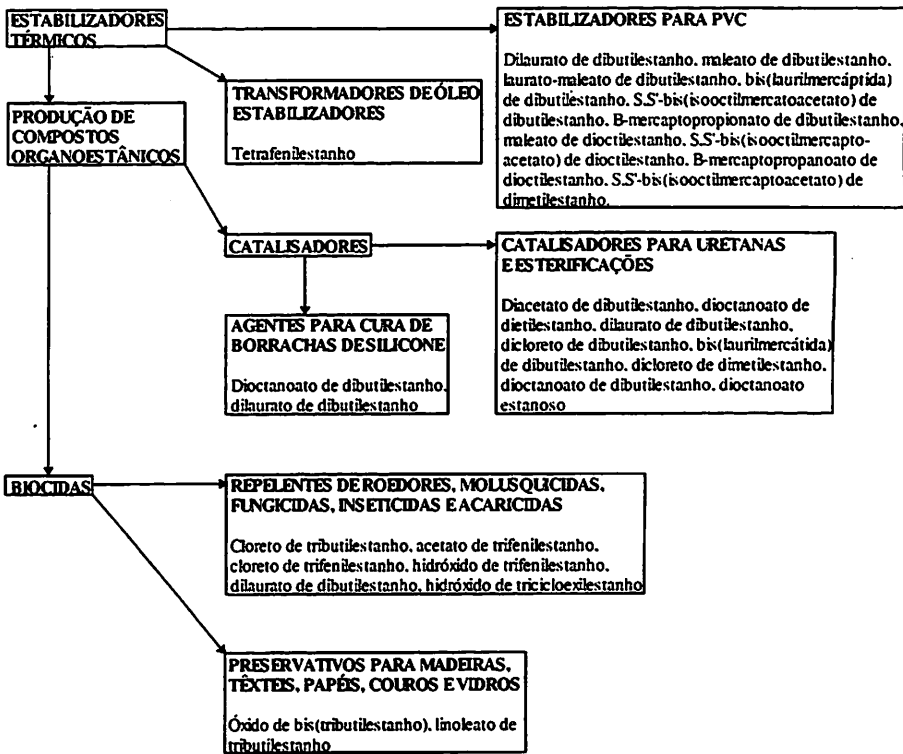 ESTABILIZADORES
TÉRMICOS
ESTABILIZADORES PARA PVC
Dilaurato de dibutilestanho, maleato de dibutilestanho,
laurato-maleato de dibutilestanho, bis(laurilmercáptida)
de dibutilestanho, S.S'-bis(isooctilmercatoacetato) de
dibutilestanho, B-mercaptopropionato de dibutilestanho,
maleato de dioctilestanho, S.S'-bis(isooctilmercapto-
acetato) de dioctilestanho, B-mercaptopropanoato de
dioctilestanho, S.S'-bis(isooctilmercaptoacetato) de
dimetilestanho.
TRANSFORMADORES DE ÓLEO
ESTABILIZADORES
Tetrafenilestanho
PRODUÇÃO DE
COMPOSTOS
ORGANOESTÂNICOS
CATALISADORES
CATALISADORES PARA URETANAS
E ESTERIFICAÇÕES
Diacetato de dibutilestanho, dioctanoato de
dietilestanho, dilaurato de dibutilestanho,
dicloreto de dibutilestanho, bis(laurilmercátida)
de dibutilestanho, dicloreto de dimetilestanho,
dioctanoato de dibutilestanho, dioctanoato
estanoso
AGENTES PARA CURA DE
BORRACHAS DE SILICONE
Dioctanoato de dibutilestanho,
dilaurato de dibutilestanho
BIOCIDAS
REPELENTES DE ROEDORES, MOLUSQUICIDAS,
FUNGICIDAS, INSETICIDAS E ACARICIDAS
Cloreto de tributilestanho, acetato de trifenilestanho,
cloreto de trifenilestanho, hidróxido de trifenilestanho,
dilaurato de dibutilestanho, hidróxido de tricicloexilestanho
PRESERVATIVOS PARA MADEIRAS,
TÊXTEIS, PAPÉIS, COUROS E VIDROS
Óxido de bis(tributilestanho), linoleato de
tributilestanho